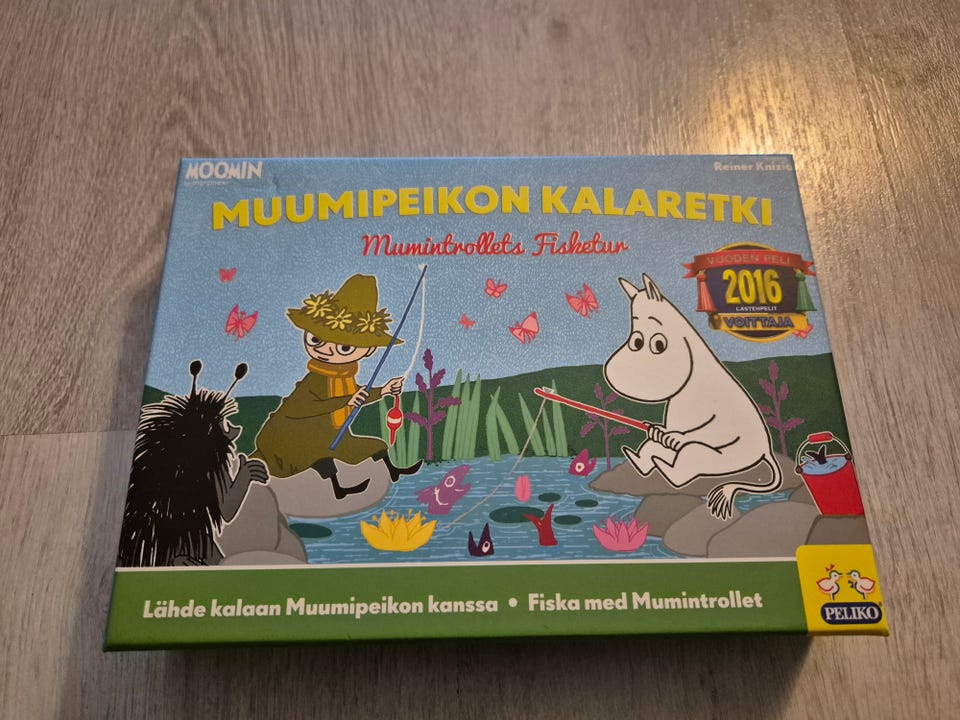 MOOMIN
Reiner Knizia
MUUMIPEIKON KALARETKI
Mumintrollets Fisketur
VUODEN PELI
2016
LASTENPELIT
VOITTAJA
Lähde kalaan Muumipeikon kanssa • Fiska med Mumintrollet
PELIKO